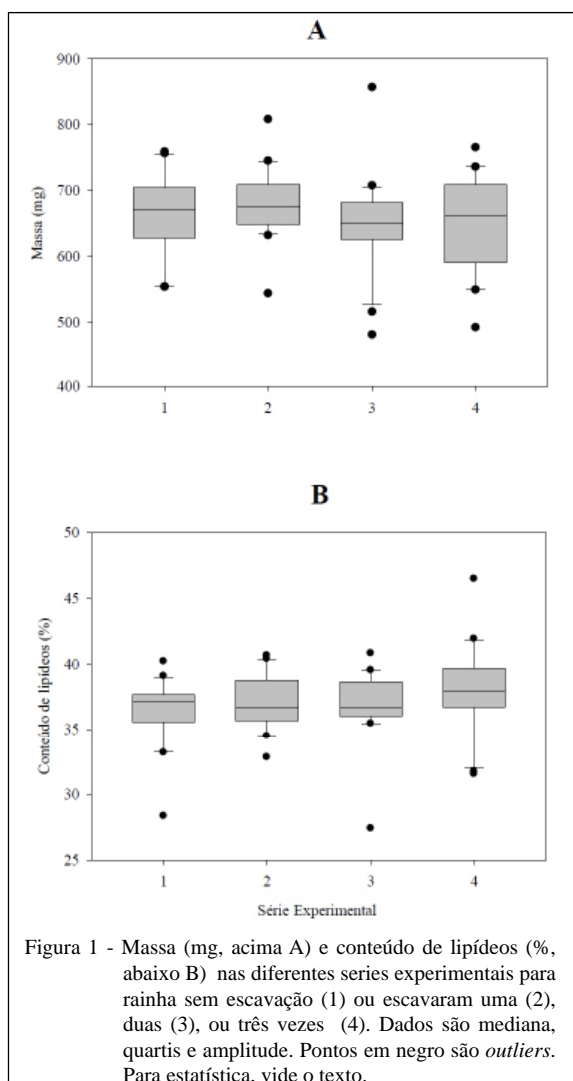 A
900
800
700
600
500
400
Massa (mg)
1 2 3 4
B
50
45
40
35
30
25
Conteúdo de lipídeos (%)
1 2 3 4
Série Experimental
Figura 1 - Massa (mg, acima A) e conteúdo de lipídeos (%,
abaixo B) nas diferentes series experimentais para
rainha sem escavação (1) ou escavaram uma (2),
duas (3), ou três vezes (4). Dados são mediana,
quartis e amplitude. Pontos em negro são outliers.
Para estatística, vide o texto.